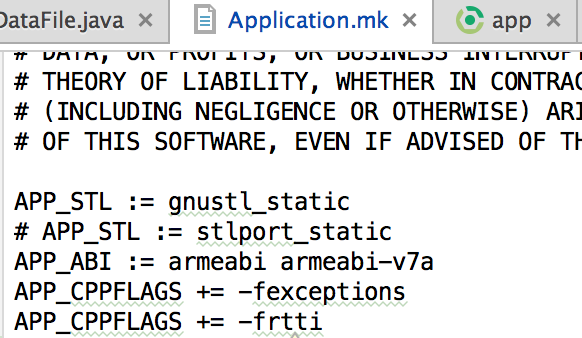 DataFile.java
Application.mk
app
# DATA, OR PROFITS, OR BUSINESS INTERRUPT
# THEORY OF LIABILITY, WHETHER IN CONTRAC
# (INCLUDING NEGLIGENCE OR OTHERWISE) ARI
# OF THIS SOFTWARE, EVEN IF ADVISED OF TH
APP_STL := gnustl_static
# APP_STL := stlport_static
APP_ABI := armeabi armeabi-v7a
APP_CPPFLAGS += -fexceptions
APP_CPPFLAGS += -frtti